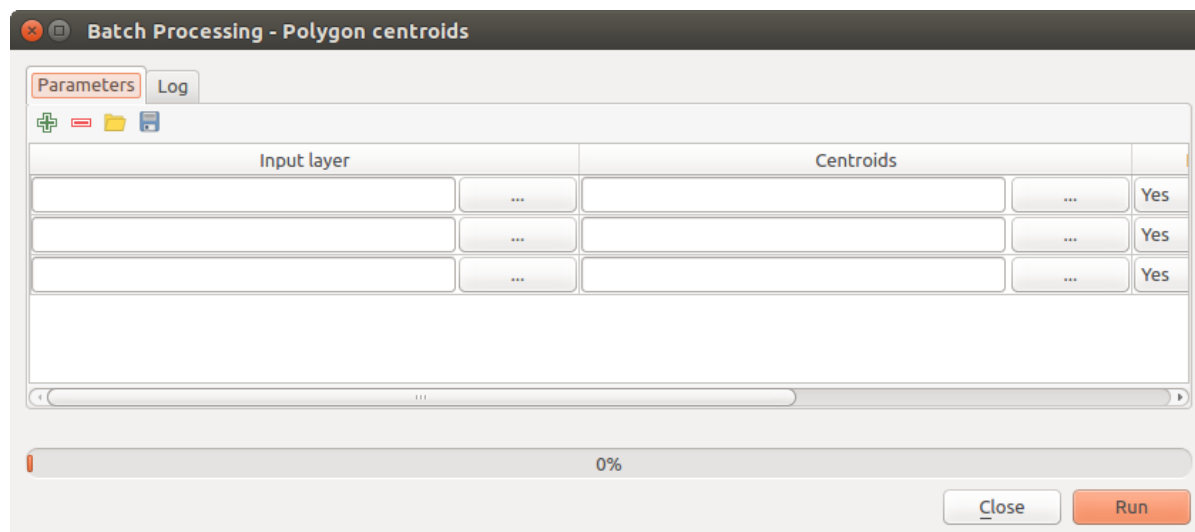 Batch Processing - Polygon centroids
Parameters Log
Input layer Centroids
... ... Yes
... ... Yes
... ... Yes
0%
Close Run